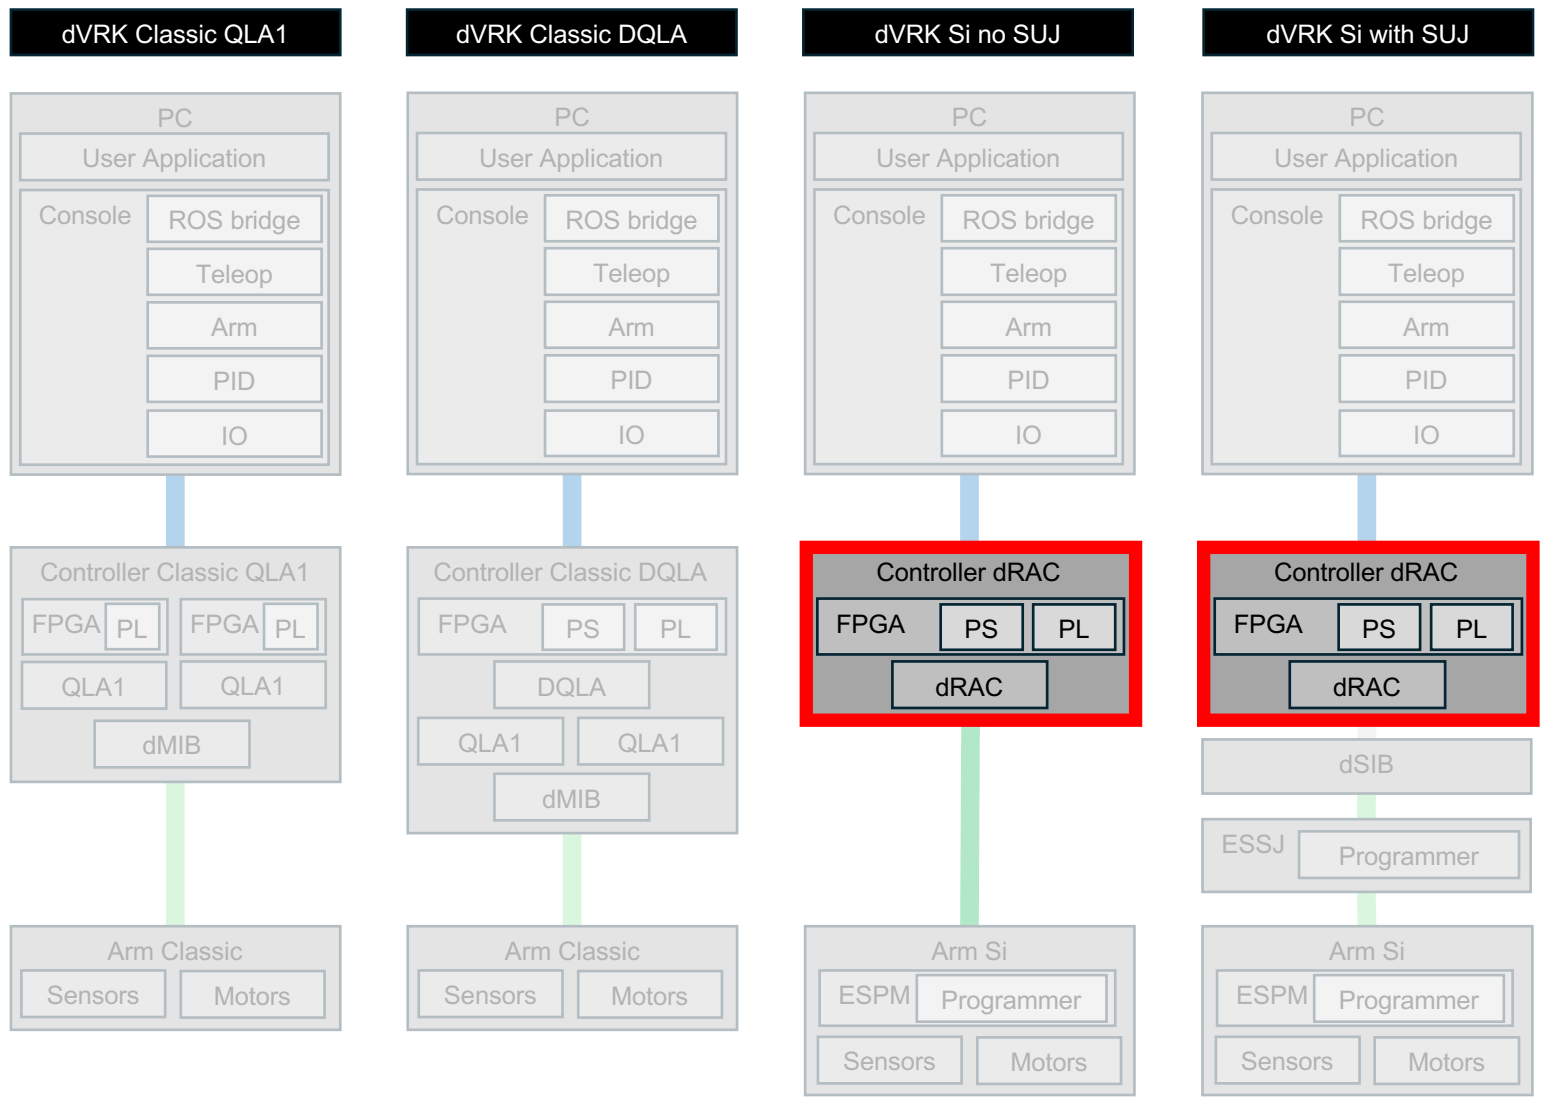 dVRK Classic QLA1
PC
User Application
Console
ROS bridge
Teleop
Arm
PID
IO
Controller Classic QLA1
FPGA PL
FPGA PL
QLA1
QLA1
dMIB
Arm Classic
Sensors
Motors
dVRK Classic DQLA
PC
User Application
Console
ROS bridge
Teleop
Arm
PID
IO
Controller Classic DQLA
FPGA
PS
PL
DQLA
QLA1
QLA1
dMIB
Arm Classic
Sensors
Motors
dVRK Si no SUJ
PC
User Application
Console
ROS bridge
Teleop
Arm
PID
IO
Controller dRAC
FPGA
PS
PL
dRAC
Arm Si
ESPM
Programmer
Sensors
Motors
dVRK Si with SUJ
PC
User Application
Console
ROS bridge
Teleop
Arm
PID
IO
Controller dRAC
FPGA
PS
PL
dRAC
dSIB
ESSJ
Programmer
Arm Si
ESPM
Programmer
Sensors
Motors